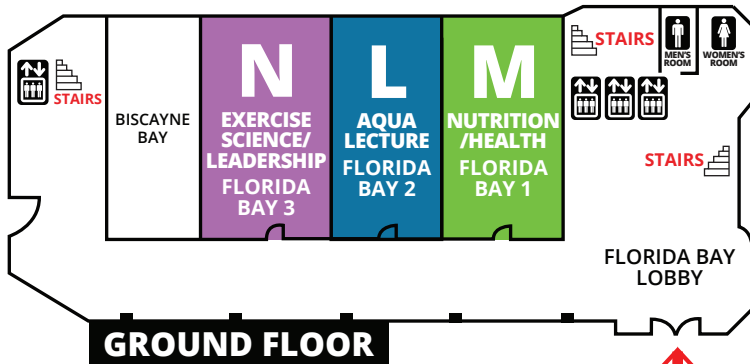 STAIRS
BISCAYNE
BAY
N
EXERCISE
SCIENCE/
LEADERSHIP
FLORIDA
BAY 3
L
AQUA
LECTURE
FLORIDA
BAY 2
M
NUTRITION
/HEALTH
FLORIDA
BAY 1
STAIRS
MEN'S
ROOM
WOMEN'S
ROOM
STAIRS
FLORIDA BAY
LOBBY
GROUND FLOOR